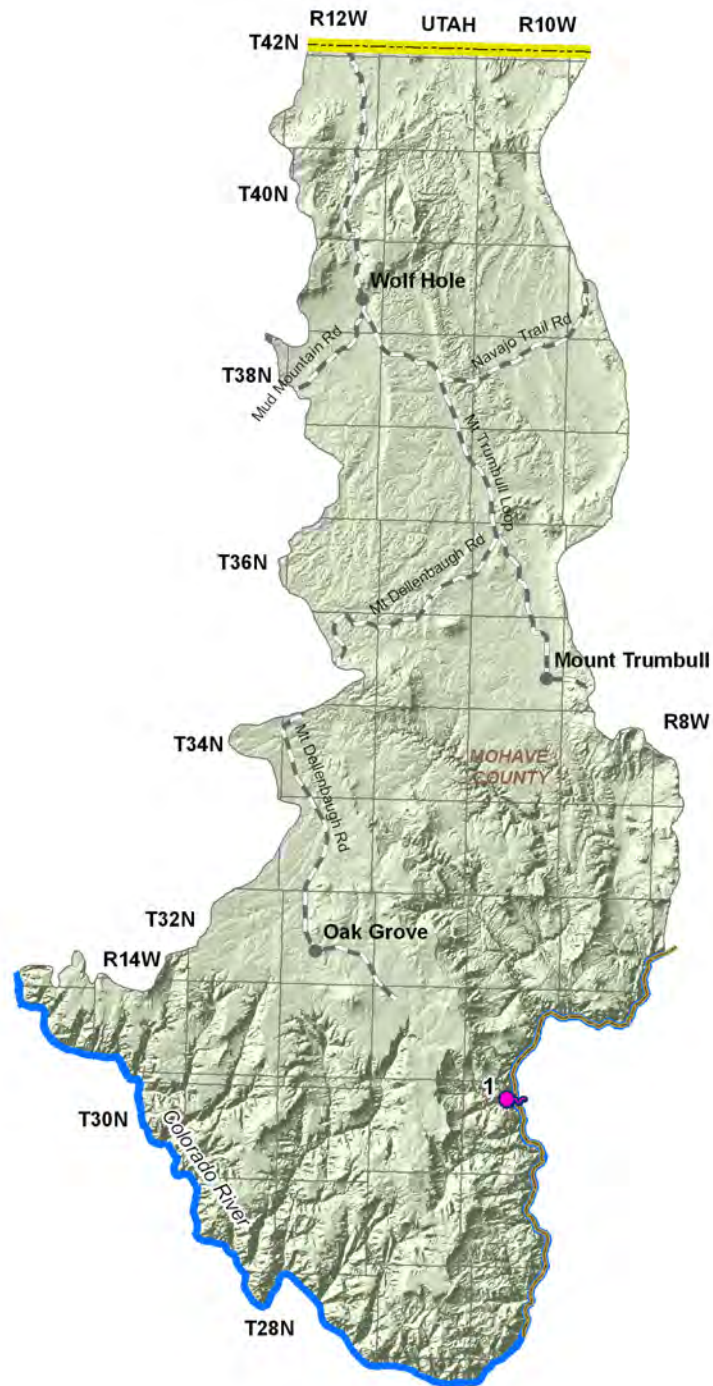 R12W
UTAH
R10W
T42N
T40N
Wolf Hole
Mud Mountain Rd
Navajo Trail Rd
T38N
Mt Trumbull Loop
T36N
Mt Dellenbaugh Rd
Mount Trumbull
R8W
T34N
Mt Dellenbaugh Rd
MOHAVE
COUNTY
T32N
Oak Grove
R14W
1
T30N
Colorado River
T28N